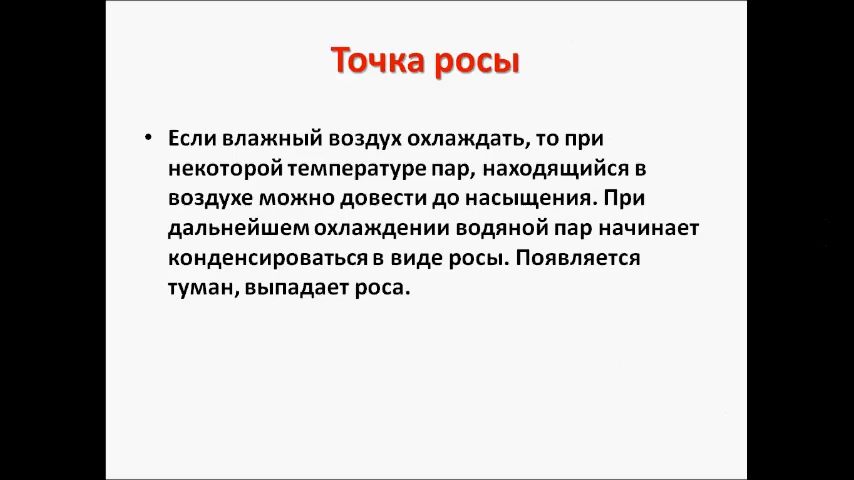 Точка росы
• Если влажный воздух охлаждать, то при
некоторой температуре пар, находящийся в
воздухе можно довести до насыщения. При
дальнейшем охлаждении водяной пар начинает
конденсироваться в виде росы. Появляется
туман, выпадает роса.